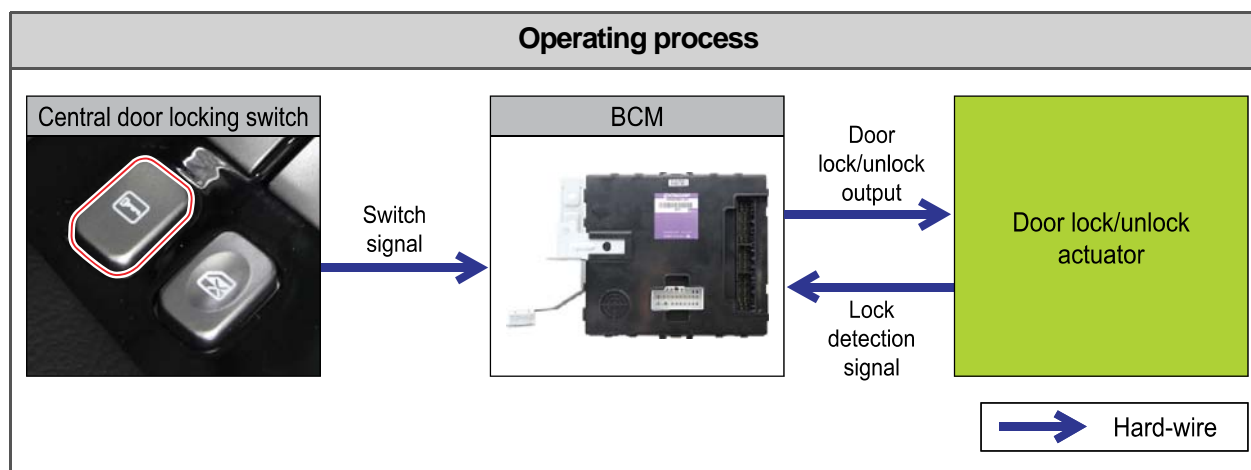 Operating process
Central door locking switch
Switch
signal
BCM
Door
lock/unlock
output
Lock
detection
signal
Door lock/unlock
actuator
Hard-wire